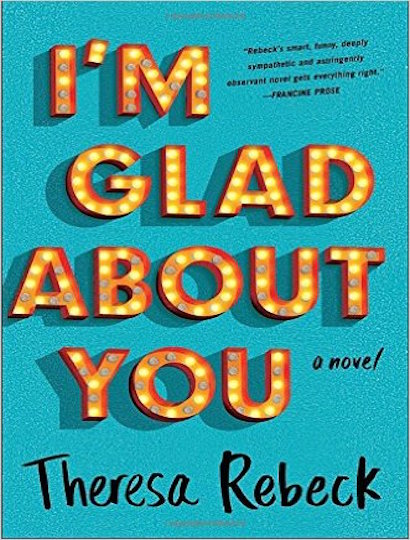 I'M
"Rebeck's smart, funny, deeply
sympathetic and astringently
observant novel gets everything right."
—FRANCINE PROSE
GLAD
ABOUT
YOU
a novel
Theresa Rebeck